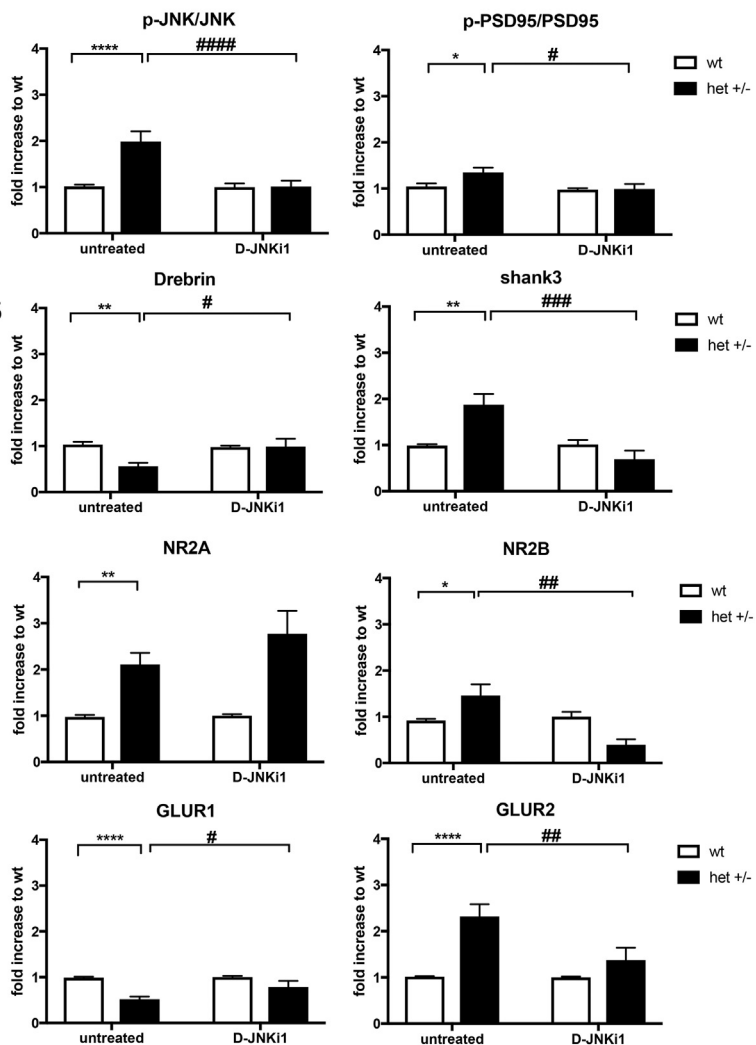 p-JNK/JNK
fold increase to wt
4
3
2
1
0
****
####
untreated
D-JNKi1
p-PSD95/PSD95
fold increase to wt
4
3
2
1
0
*
#
untreated
D-JNKi1
wt
het +/-
Drebrin
fold increase to wt
4
3
2
1
0
**
#
untreated
D-JNKi1
shank3
fold increase to wt
4
3
2
1
0
**
###
untreated
D-JNKi1
wt
het +/-
NR2A
fold increase to wt
4
3
2
1
0
**
untreated
D-JNKi1
NR2B
fold increase to wt
4
3
2
1
0
*
##
untreated
D-JNKi1
wt
het +/-
GLUR1
fold increase to wt
4
3
2
1
0
****
#
untreated
D-JNKi1
GLUR2
fold increase to wt
4
3
2
1
0
****
##
untreated
D-JNKi1
wt
het +/-